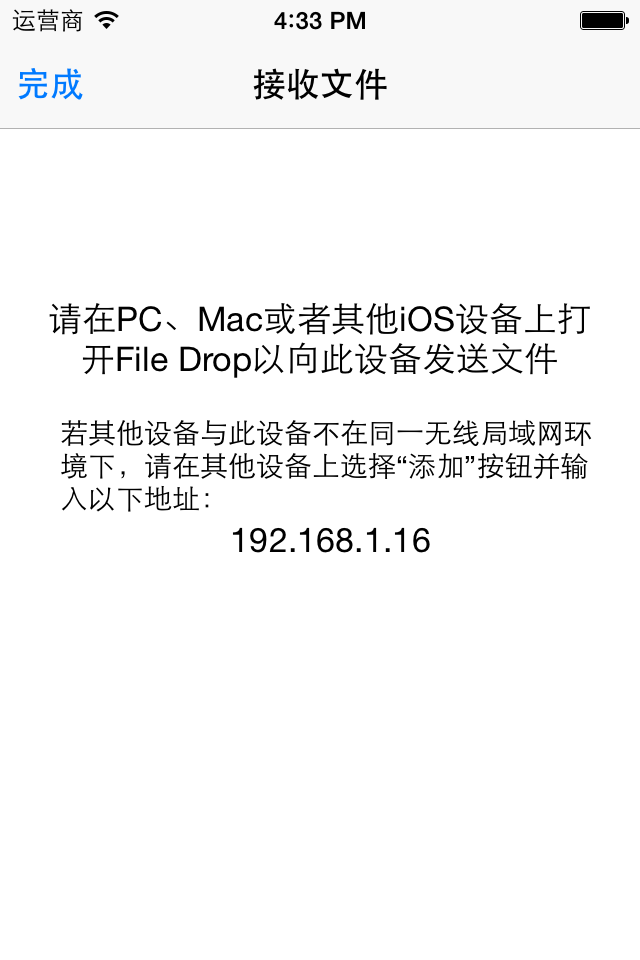 运营商 4:33 PM
完成 接收文件
请在PC、Mac或者其他iOS设备上打
开File Drop以向此设备发送文件
若其他设备与此设备不在同一无线局域网环
境下，请在其他设备上选择“添加”按钮并输
入以下地址：
192.168.1.16